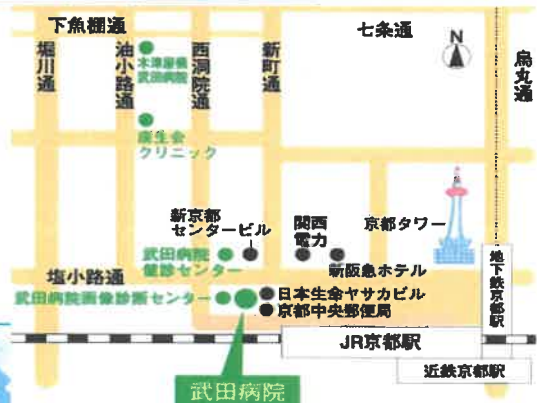 下魚棚通
七条通
堀川通
油小路通
西洞院通
新町通
烏丸通
N
木津屋橋
武田病院
康生会
クリニック
新京都
センタービル
関西
電力
京都タワー
武田病院
健診センター
新阪急ホテル
地下鉄京都駅
塩小路通
武田病院画像診断センター
日本生命ヤサカビル
京都中央郵便局
JR京都駅
近鉄京都駅
武田病院